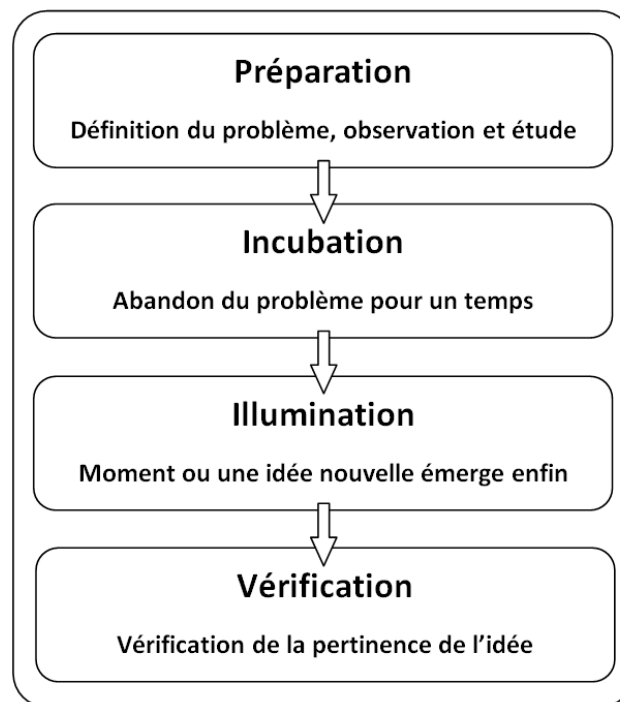 Préparation
Définition du problème, observation et étude
Incubation
Abandon du problème pour un temps
Illumination
Moment ou une idée nouvelle émerge enfin
Vérification
Vérification de la pertinence de l’idée